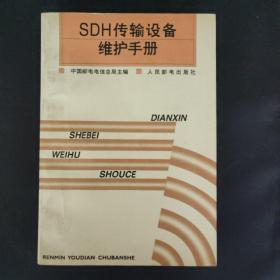 SDH传输设备
维护手册
中国邮电电信总局主编 人民邮电出版社
DIANXIN
SHEBEI
WEIHU
SHOUCE
RENMIN YOUDIAN CHUBANSHE